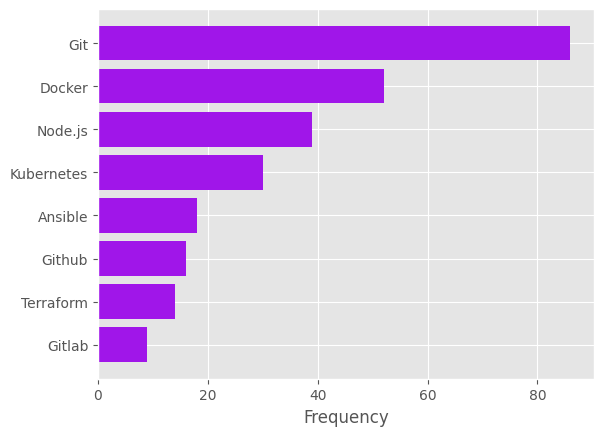 Git
Docker
Node.js
Kubernetes
Ansible
Github
Terraform
Gitlab
0 20 40 60 80
Frequency